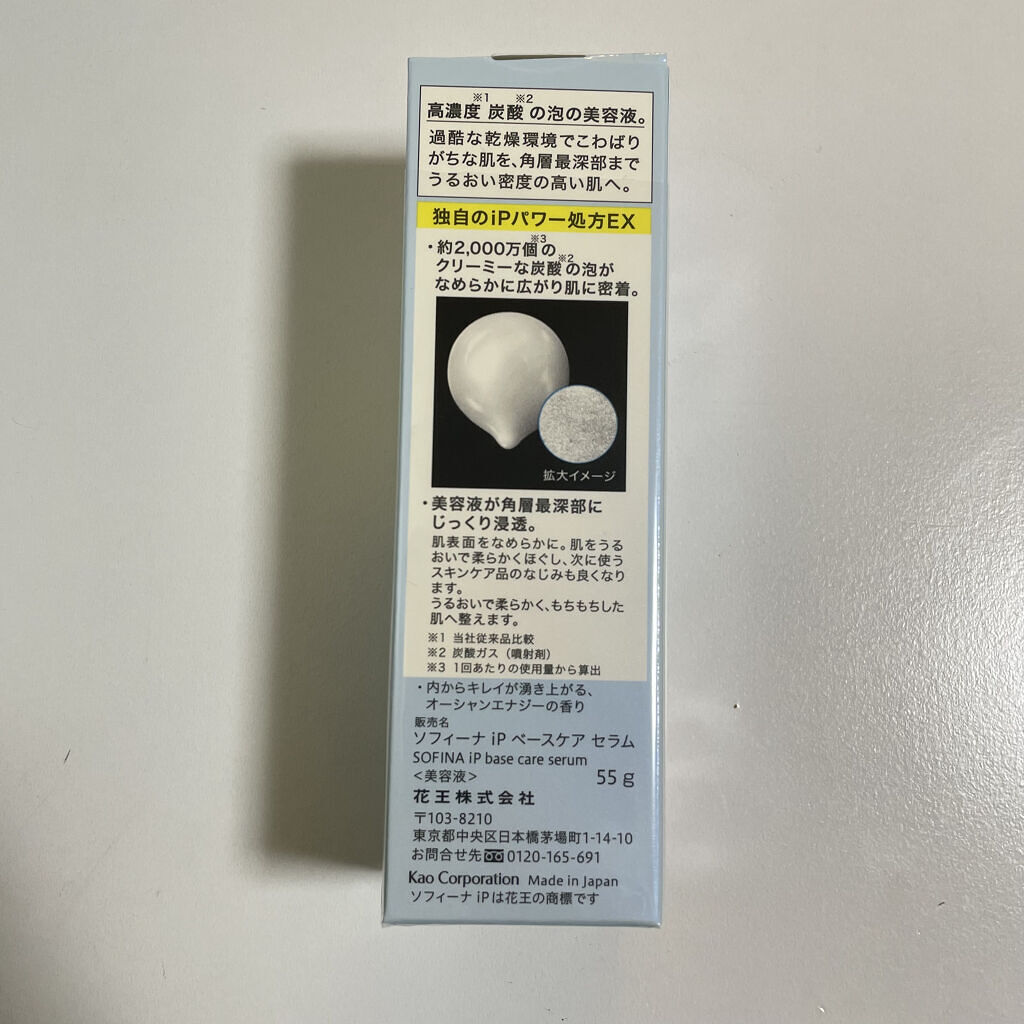 高濃度※1炭酸※2の泡の美容液。
過酷な乾燥環境でこわばり
がちな肌を、角層最深部まで
うるおい密度の高い肌へ。
独自のiPパワー処方EX
・約2,000万個※3の
クリーミーな炭酸※2の泡が
なめらかに広がり肌に密着。
拡大イメージ
・美容液が角層最深部に
じっくり浸透。
肌表面をなめらかに。肌をうる
おいで柔らかくほぐし、次に使う
スキンケア品のなじみも良くなり
ます。
うるおいで柔らかく、もちもちした
肌へ整えます。
※1 当社従来品比較
※2 炭酸ガス（噴射剤）
※3 1回あたりの使用量から算出
・内からキレイが湧き上がる、
オーシャンエナジーの香り
販売名
ソフィーナ iP ベースケア セラム
SOFINA iP base care serum
＜美容液＞ 55 g
花王株式会社
〒103-8210
東京都中央区日本橋茅場町1-14-10
お問合せ先 0120-165-691
Kao Corporation Made in Japan
ソフィーナ iPは花王の商標です